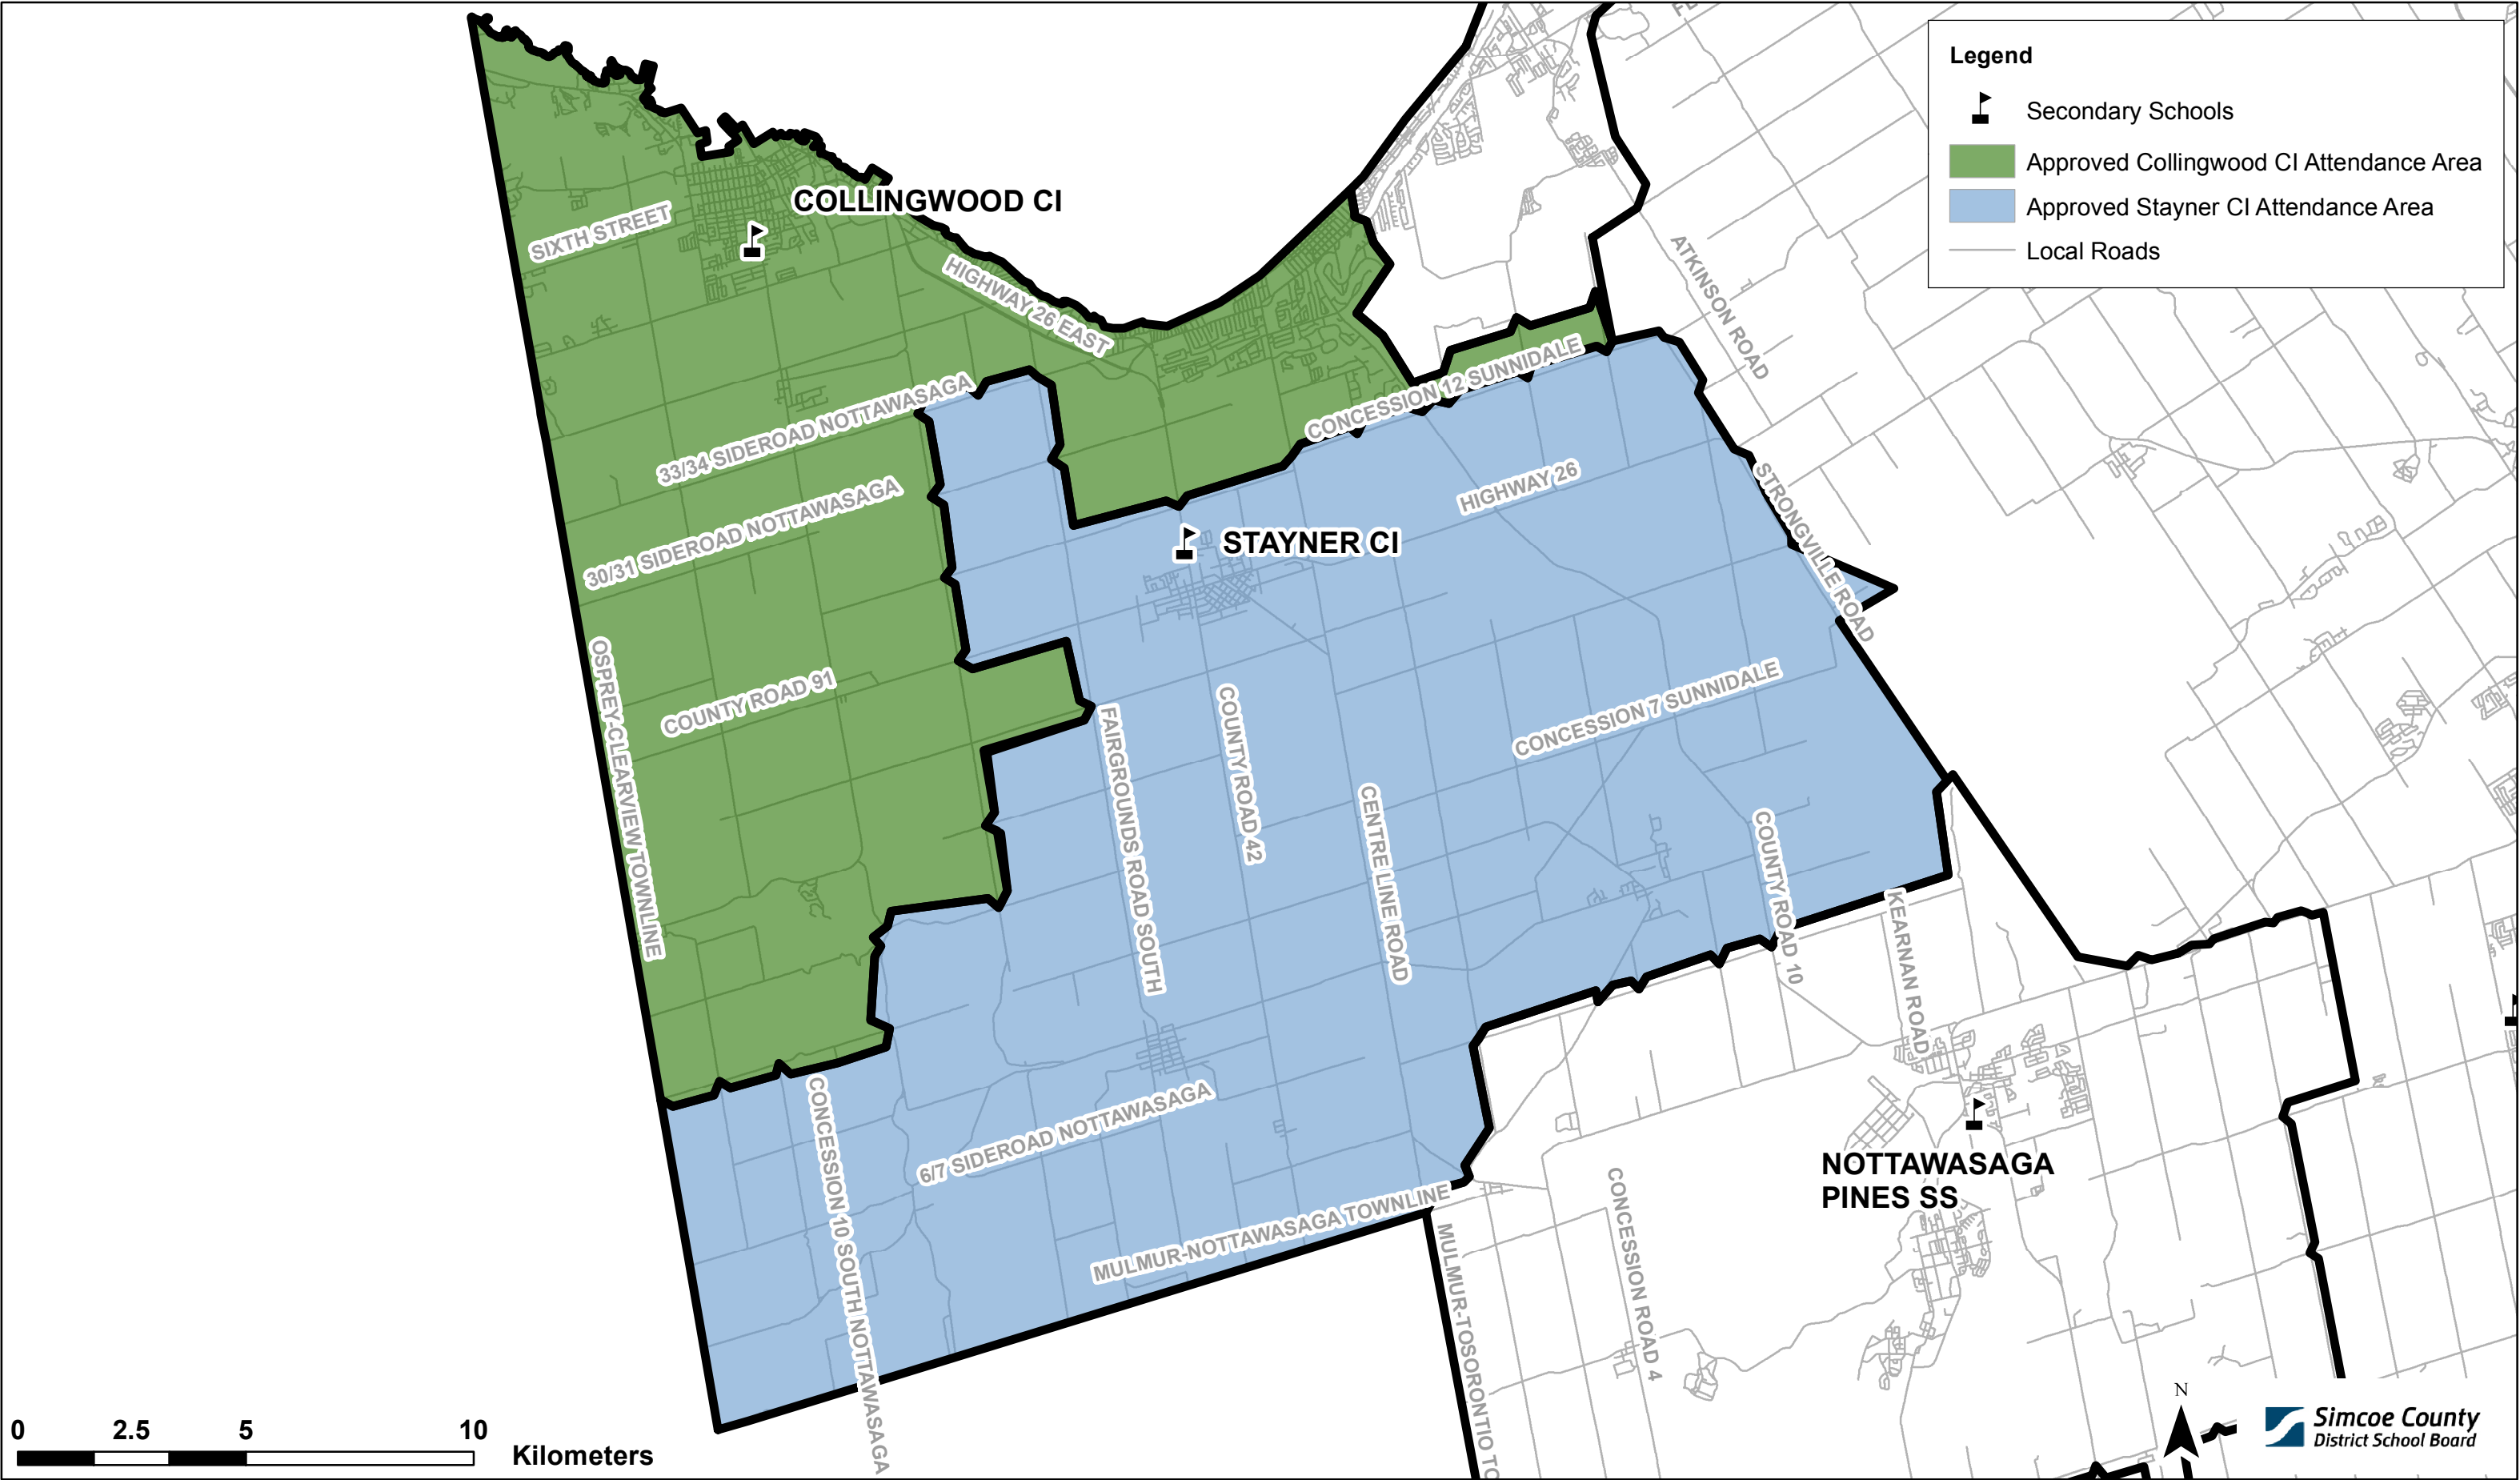 Legend
Secondary Schools
Approved Collingwood CI Attendance Area
Approved Stayner CI Attendance Area
Local Roads
COLLINGWOOD CI
SIXTH STREET
HIGHWAY 26 EAST
ATKINSON ROAD
CONCESSION 12 SUNNIDALE
33/34 SIDEROAD NOTTAWASAGA
HIGHWAY 26
STRONGVILLE ROAD
30/31 SIDEROAD NOTTAWASAGA
STAYNER CI
OSPREY-CLEARVIEW TOWNLINE
COUNTY ROAD 91
FAIRGROUNDS ROAD SOUTH
COUNTY ROAD 42
CONCESSION 7 SUNNIDALE
CENTRE LINE ROAD
COUNTY ROAD 10
KEARNAN ROAD
CONCESSION 10 SOUTH NOTTAWASAGA
6/7 SIDEROAD NOTTAWASAGA
MULMUR-NOTTAWASAGA TOWNLINE
NOTTAWASAGA
PINES SS
CONCESSION ROAD 4
MULMUR-TOSORONTIO
0 2.5 5 10
Kilometers
N
Simcoe County
District School Board